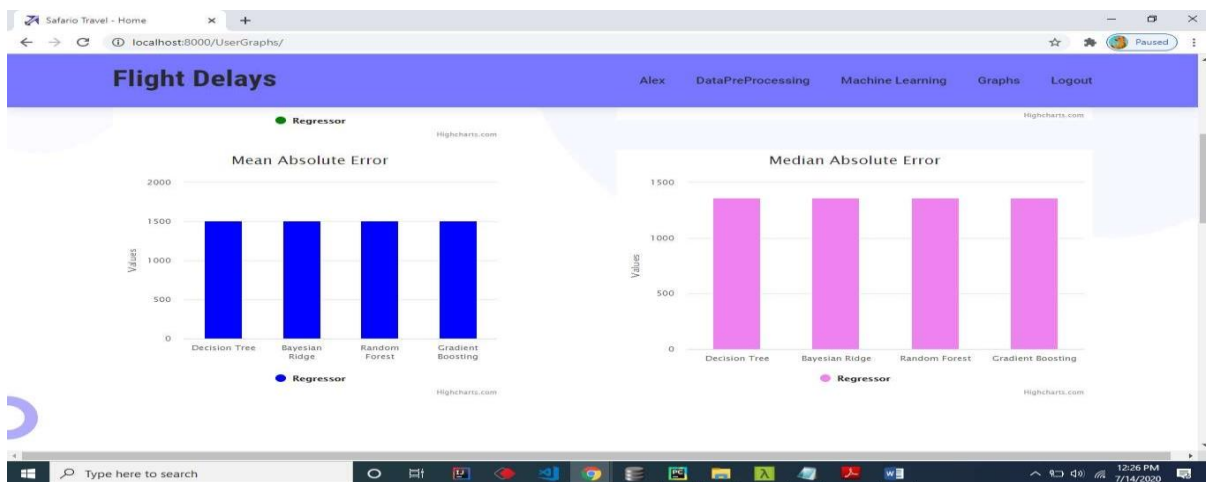 Safario Travel - Home
localhost:8000/UserGraphs/
Paused
Flight Delays
Alex DataPreProcessing Machine Learning Graphs Logout
Regressor
Highcharts.com
Highcharts.com
Mean Absolute Error
2000
1500
1000
500
0
Values
Decision Tree Bayesian Ridge Random Forest Gradient Boosting
Regressor
Highcharts.com
Median Absolute Error
1500
1000
500
0
Values
Decision Tree Bayesian Ridge Random Forest Gradient Boosting
Regressor
Highcharts.com
Type here to search
12:26 PM
7/14/2020